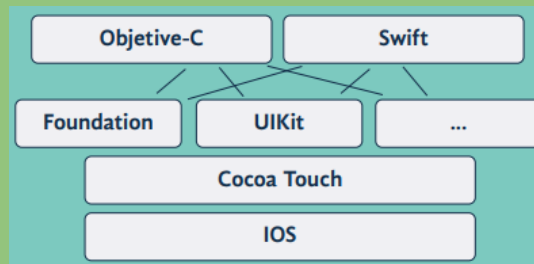 Objetive-C Swift
Foundation UIKit ...
Cocoa Touch
IOS